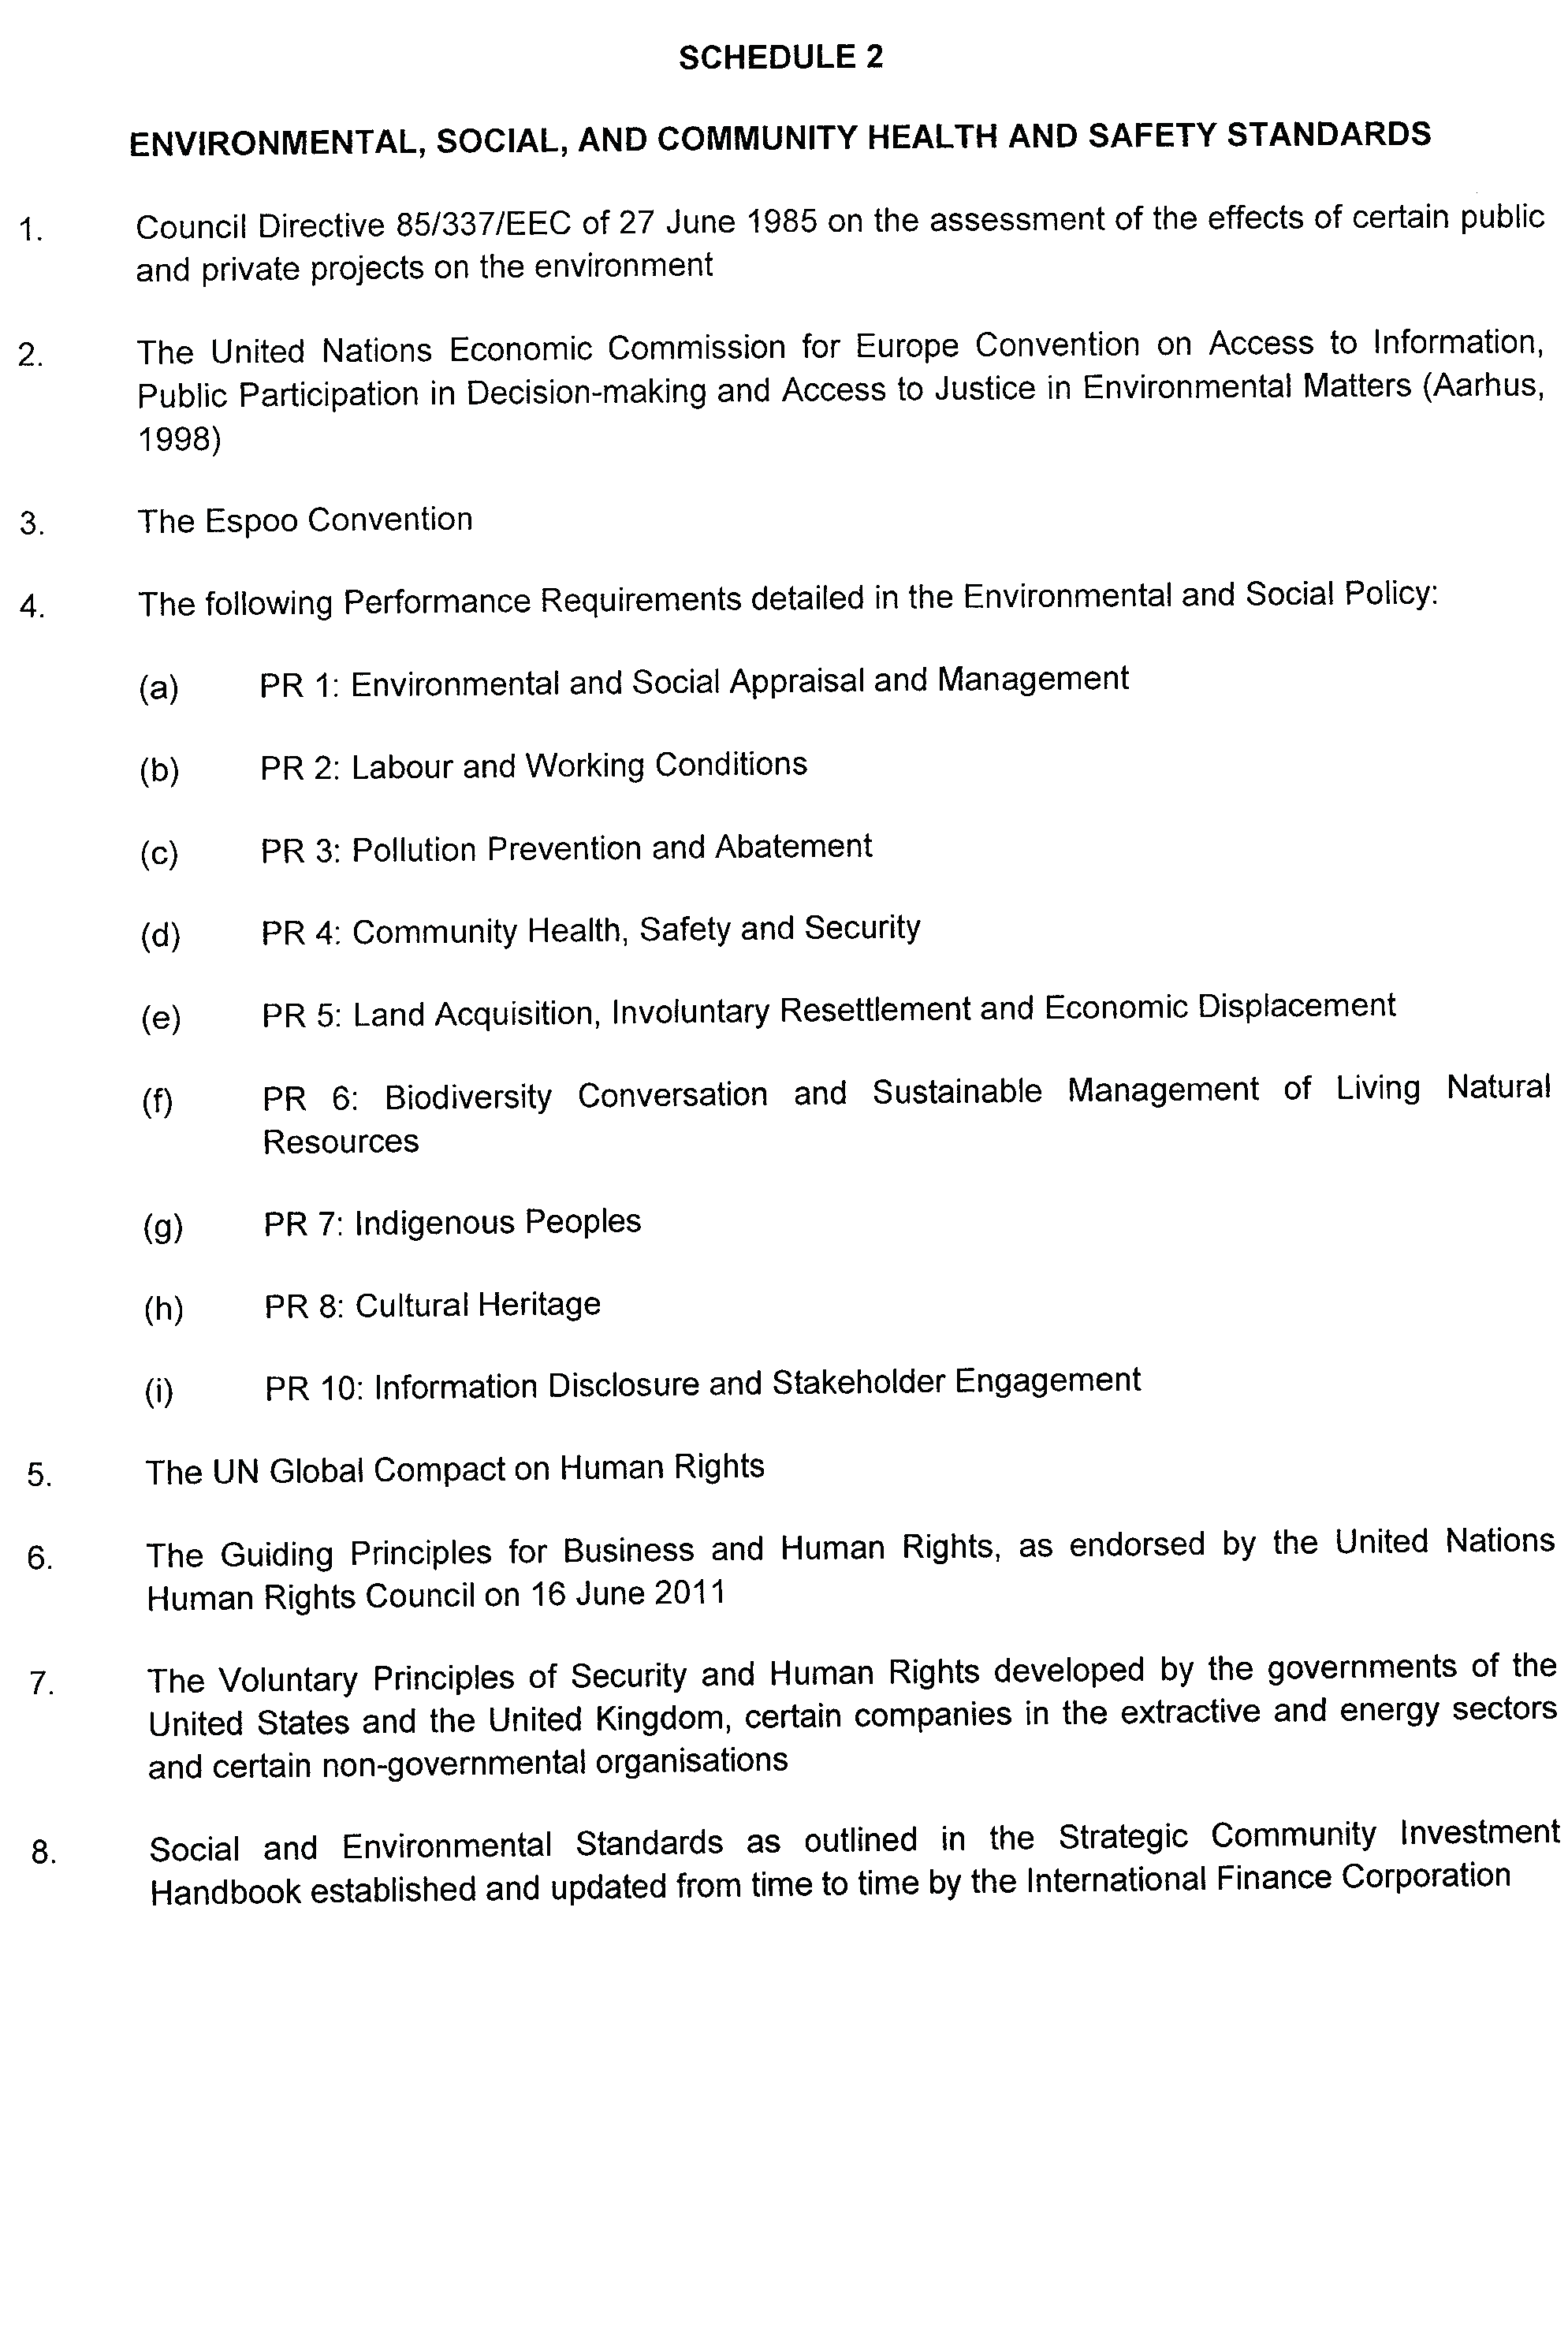 SCHEDULE 2
ENVIRONMENTAL, SOCIAL, AND COMMUNITY HEALTH AND SAFETY STANDARDS
1. Council Directive 85/337/EEC of 27 June 1985 on the assessment of the effects of certain public
and private projects on the environment
2. The United Nations Economic Commission for Europe Convention on Access to Information,
Public Participation in Decision-making and Access to Justice in Environmental Matters (Aarhus,
1998)
3. The Espoo Convention
4. The following Performance Requirements detailed in the Environmental and Social Policy:
(a) PR 1: Environmental and Social Appraisal and Management
(b) PR 2: Labour and Working Conditions
(c) PR 3: Pollution Prevention and Abatement
(d) PR 4: Community Health, Safety and Security
(e) PR 5: Land Acquisition, Involuntary Resettlement and Economic Displacement
(f) PR 6: Biodiversity Conversation and Sustainable Management of Living Natural
Resources
(g) PR 7: Indigenous Peoples
(h) PR 8: Cultural Heritage
(i) PR 10: Information Disclosure and Stakeholder Engagement
5. The UN Global Compact on Human Rights
6. The Guiding Principles for Business and Human Rights, as endorsed by the United Nations
Human Rights Council on 16 June 2011
7. The Voluntary Principles of Security and Human Rights developed by the governments of the
United States and the United Kingdom, certain companies in the extractive and energy sectors
and certain non-governmental organisations
8. Social and Environmental Standards as outlined in the Strategic Community Investment
Handbook established and updated from time to time by the International Finance Corporation